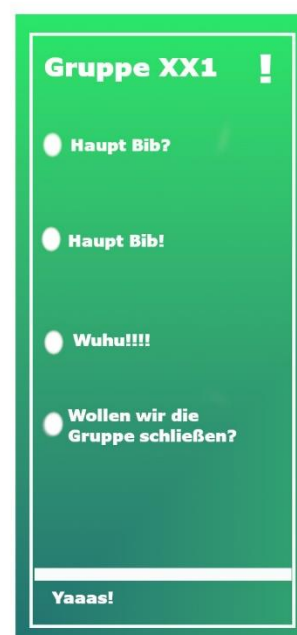 Gruppe XX1 !
Haupt Bib?
Haupt Bib!
Wuhu!!!!
Wollen wir die
Gruppe schließen?
Yaaas!